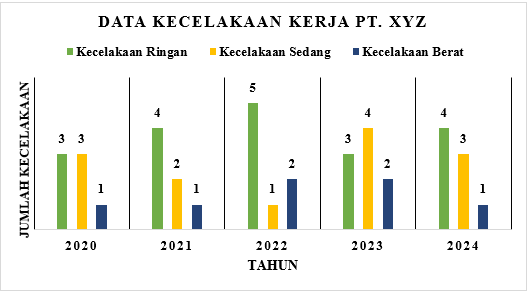 DATA KECELAKAAN KERJA PT. XYZ
Kecelakaan Ringan Kecelakaan Sedang Kecelakaan Berat
JUMLAH KECELAKAAN
3 3 1 4 2 1 5 1 2 3 4 2 4 3 1
2020 2021 2022 2023 2024
TAHUN